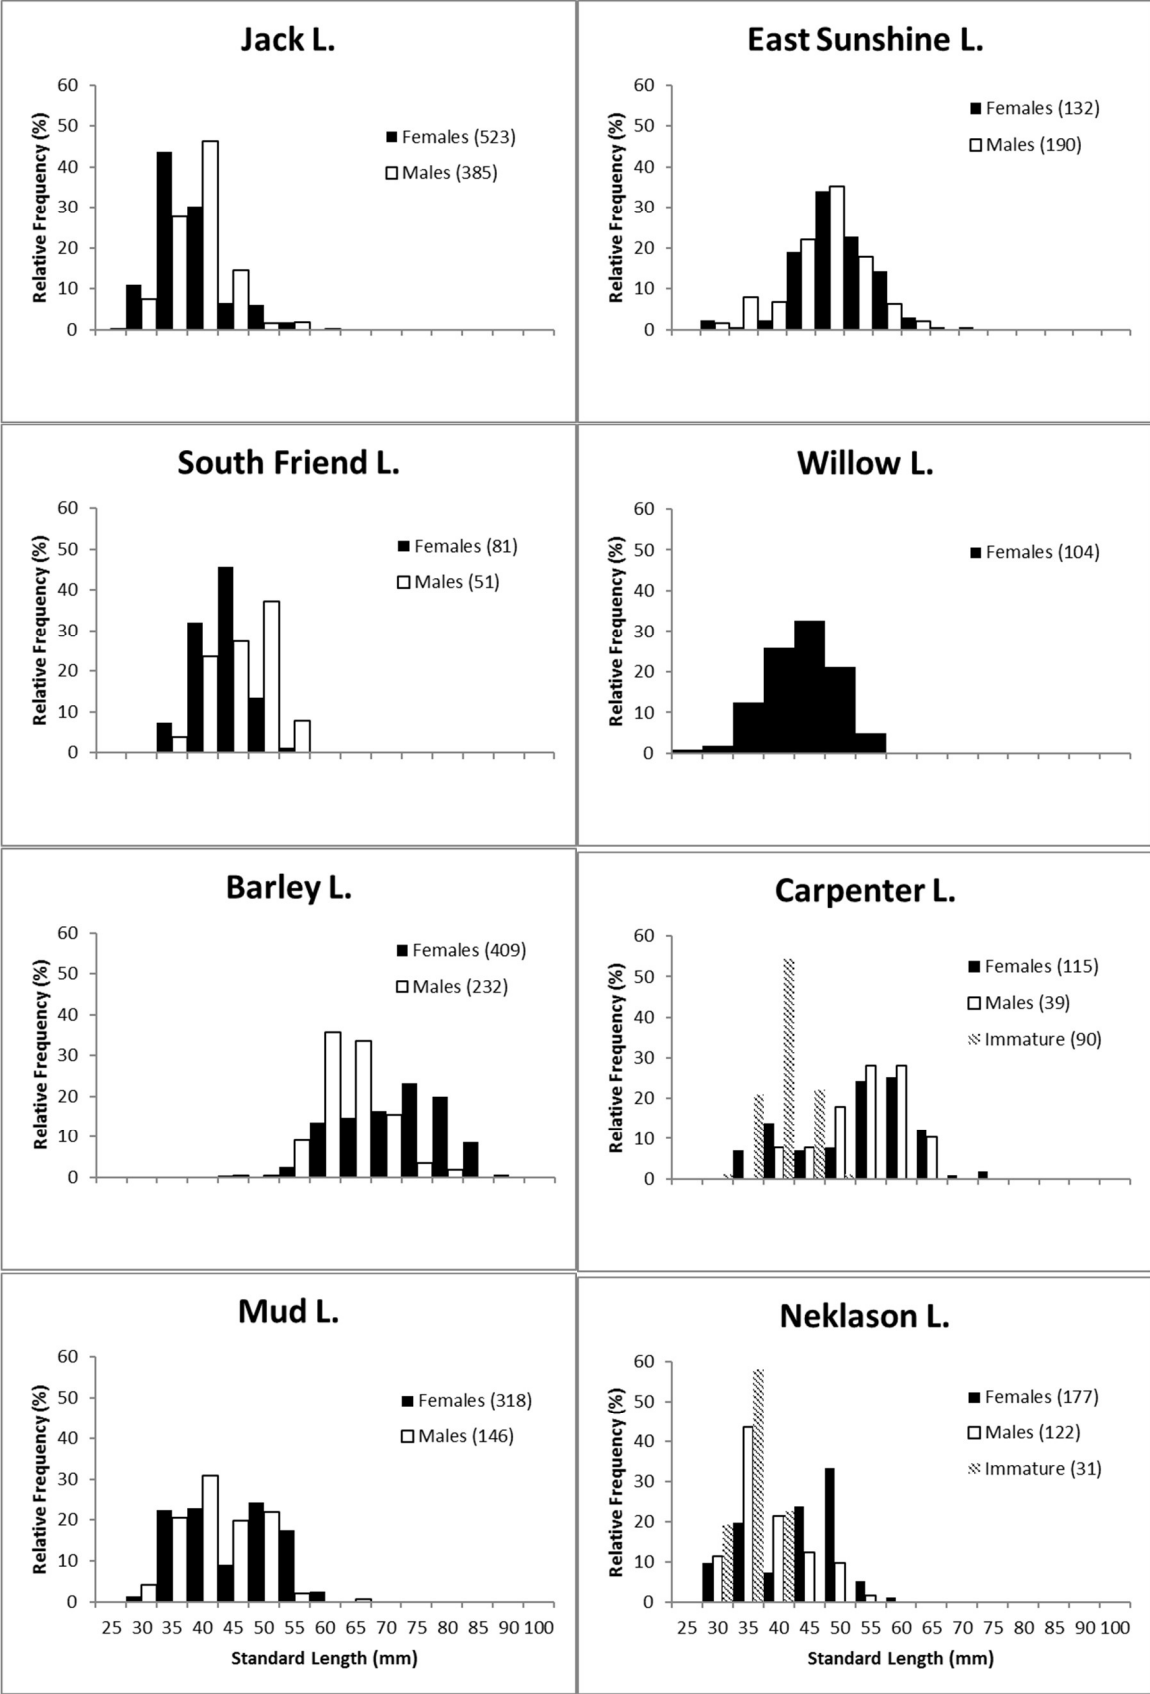 Jack L.
60
50
40
30
20
10
0
Relative Frequency (%)
Females (523)
Males (385)
East Sunshine L.
60
50
40
30
20
10
0
Relative Frequency (%)
Females (132)
Males (190)
South Friend L.
60
50
40
30
20
10
0
Relative Frequency (%)
Females (81)
Males (51)
Willow L.
60
50
40
30
20
10
0
Relative Frequency (%)
Females (104)
Barley L.
60
50
40
30
20
10
0
Relative Frequency (%)
Females (409)
Males (232)
Carpenter L.
60
50
40
30
20
10
0
Relative Frequency (%)
Females (115)
Males (39)
Immature (90)
Mud L.
60
50
40
30
20
10
0
Relative Frequency (%)
Females (318)
Males (146)
25 30 35 40 45 50 55 60 65 70 75 80 85 90 100
Standard Length (mm)
Neklason L.
60
50
40
30
20
10
0
Relative Frequency (%)
Females (177)
Males (122)
Immature (31)
25 30 35 40 45 50 55 60 65 70 75 80 85 90 100
Standard Length (mm)